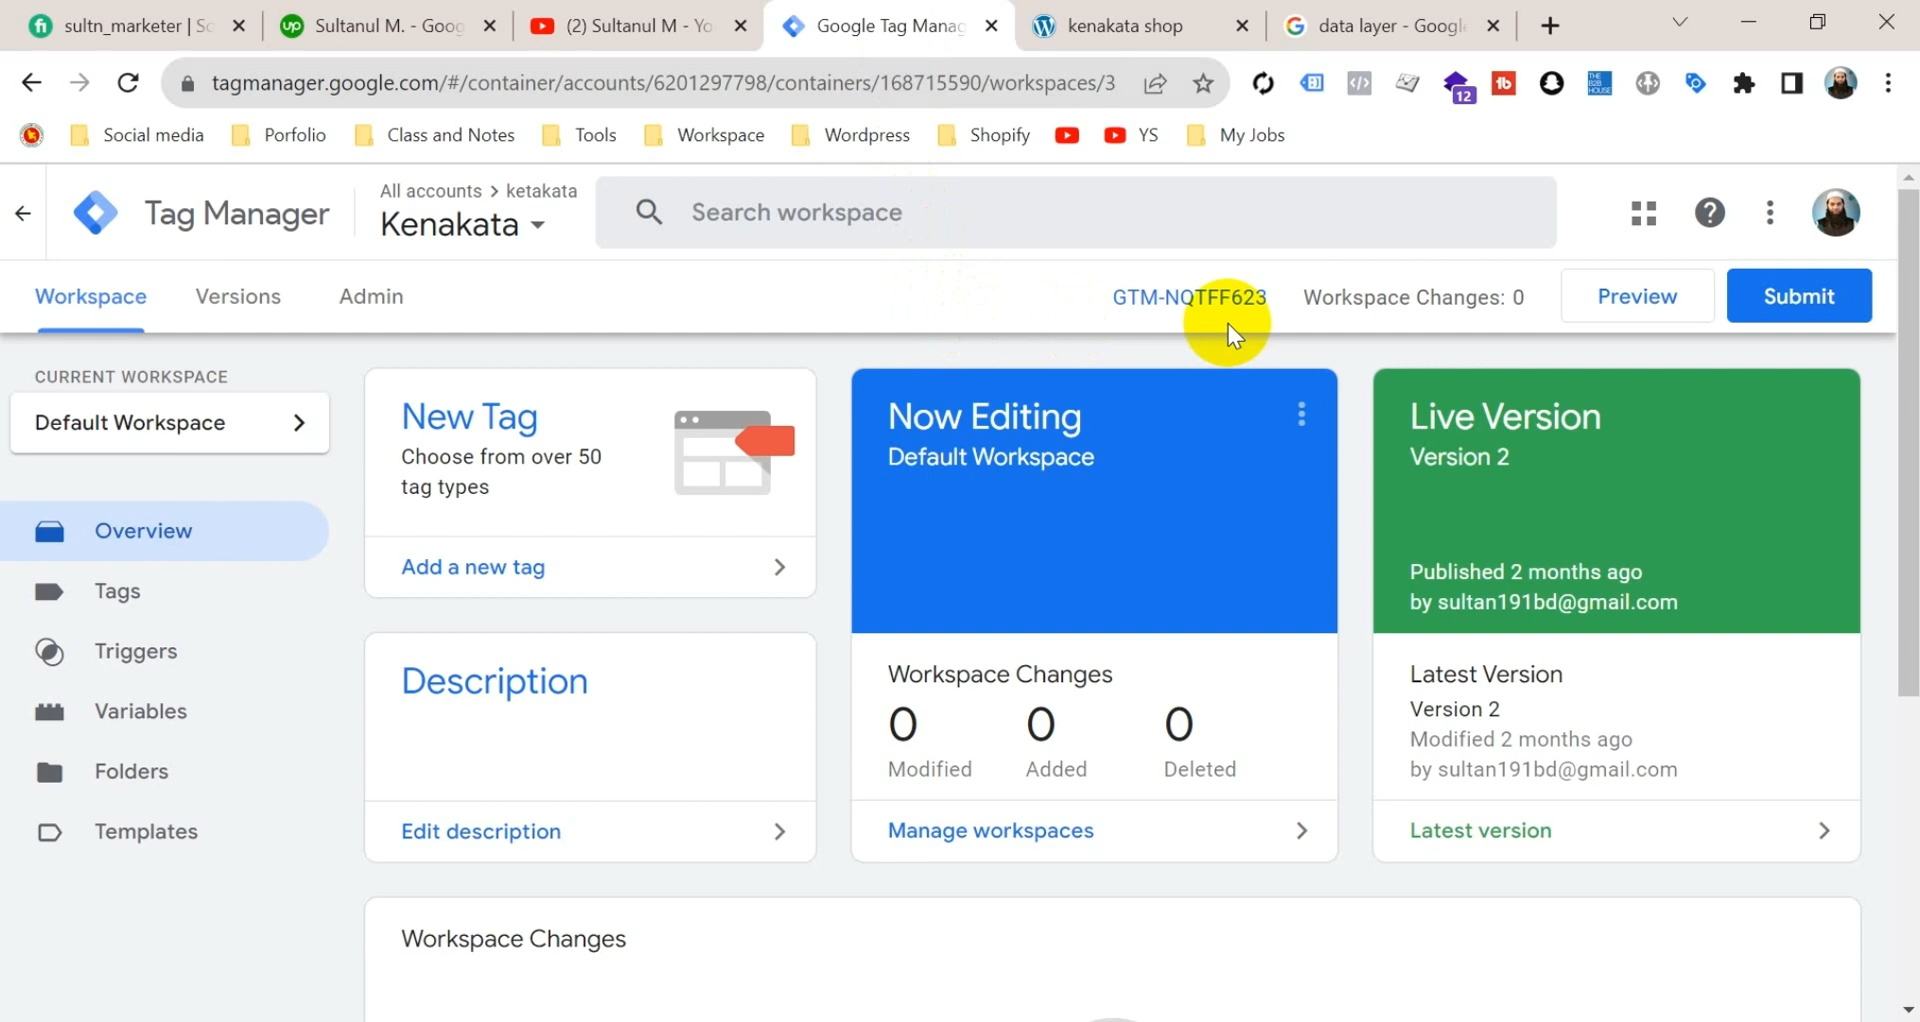 sultn_marketer | Sc
Sultanul M. - Goog
(2) Sultanul M - Yo
Google Tag Manag
kenakata shop
data layer - Googl
tagmanager.google.com/#/container/accounts/6201297798/containers/168715590/workspaces/3
12
Social media
Porfolio
Class and Notes
Tools
Workspace
Wordpress
Shopify
YS
My Jobs
Tag Manager
All accounts > ketakata
Kenakata
Search workspace
Workspace
Versions
Admin
GTM-NQTFF623
Workspace Changes: 0
Preview
Submit
CURRENT WORKSPACE
Default Workspace
Overview
Tags
Triggers
Variables
Folders
Templates
New Tag
Choose from over 50
tag types
Add a new tag
Description
Edit description
Now Editing
Default Workspace
Workspace Changes
0 0 0
Modified Added Deleted
Manage workspaces
Live Version
Version 2
Published 2 months ago
by sultan191bd@gmail.com
Latest Version
Version 2
Modified 2 months ago
by sultan191bd@gmail.com
Latest version
Workspace Changes